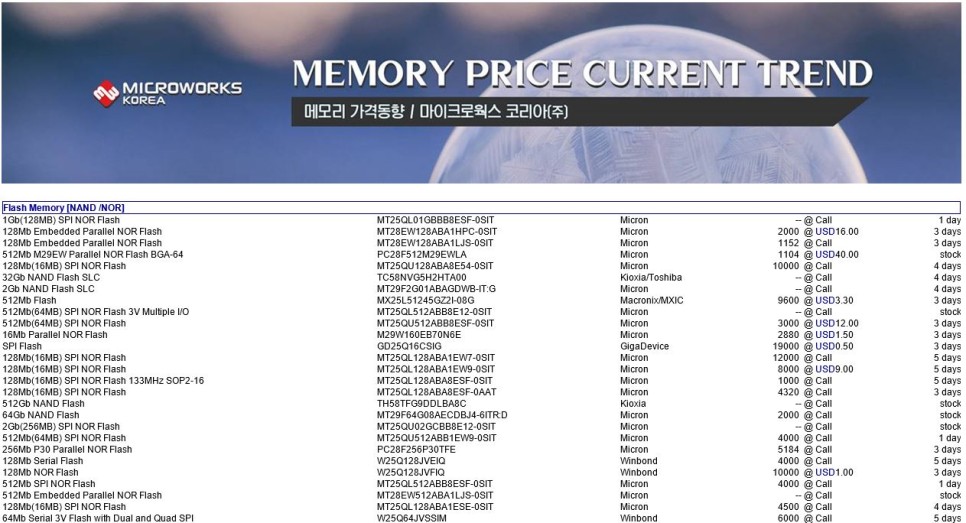 MICROWORKS
KOREA
MEMORY PRICE CURRENT TREND
메모리 가격동향 / 마이크로웍스 코리아(주)
Flash Memory [NAND /NOR]
1Gb(128MB) SPI NOR Flash MT25QL01GBBB8ESF-0SIT Micron -- @ Call 1 day
128Mb Embedded Parallel NOR Flash MT28EW128ABA1HPC-0SIT Micron 2000 @ USD16.00 3 days
128Mb Embedded Parallel NOR Flash MT28EW128ABA1LJS-0SIT Micron 1152 @ Call 3 days
512Mb M29EW Parallel NOR Flash BGA-64 PC28F512M29EWLA Micron 1104 @ USD40.00 stock
128Mb(16MB) SPI NOR Flash MT25QU128ABA8E54-0SIT Micron 10000 @ Call 4 days
32Gb NAND Flash SLC TC58NVG5H2HTA00 Kioxia/Toshiba -- @ Call 4 days
2Gb NAND Flash SLC MT29F2G01ABAGDWB-IT:G Micron -- @ Call 4 days
512Mb Flash MX25L51245GZ2I-08G Macronix/MXIC 9600 @ USD3.30 3 days
512Mb(64MB) SPI NOR Flash 3V Multiple I/O MT25QL512ABB8E12-0SIT Micron -- @ Call stock
512Mb(64MB) SPI NOR Flash MT25QU512ABB8ESF-0SIT Micron 3000 @ USD12.00 3 days
16Mb Parallel NOR Flash M29W160EB70N6E Micron 2880 @ USD1.50 3 days
SPI Flash GD25Q16CSIG GigaDevice 19000 @ USD0.50 3 days
128Mb(16MB) SPI NOR Flash MT25QL128ABA1EW7-0SIT Micron 12000 @ Call 5 days
128Mb(16MB) SPI NOR Flash MT25QL128ABA1EW9-0SIT Micron 8000 @ USD9.00 5 days
128Mb(16MB) SPI NOR Flash 133MHz SOP2-16 MT25QL128ABA8ESF-0SIT Micron 1000 @ Call 5 days
128Mb(16MB) SPI NOR Flash MT25QL128ABA8ESF-0AAT Micron 4320 @ Call 3 days
512Gb NAND Flash TH58TFG9DDLBA8C Kioxia -- @ Call stock
64Gb NAND Flash MT29F64G08AECDBJ4-6ITR:D Micron 2000 @ Call stock
2Gb(256MB) SPI NOR Flash MT25QU02GCBB8E12-0SIT Micron -- @ Call stock
512Mb(64MB) SPI NOR Flash MT25QU512ABB1EW9-0SIT Micron 4000 @ Call 1 day
256Mb P30 Parallel NOR Flash PC28F256P30TFE Micron 5184 @ Call 3 days
128Mb Serial Flash W25Q128JVEIQ Winbond 4000 @ Call 5 days
128Mb NOR Flash W25Q128JVFIQ Winbond 10000 @ USD1.00 3 days
512Mb SPI NOR Flash MT25QL512ABB8ESF-0SIT Micron 4000 @ Call 1 day
512Mb Embedded Parallel NOR Flash MT28EW512ABA1LJS-0SIT Micron -- @ Call stock
128Mb(16MB) SPI NOR Flash MT25QL128ABA1ESE-0SIT Micron 4500 @ Call 4 days
64Mb Serial 3V Flash with Dual and Quad SPI W25Q64JVSSIM Winbond 6000 @ Call 5 days